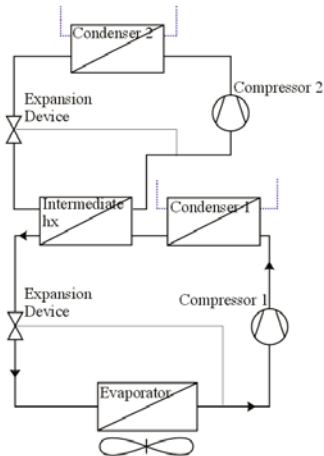 Condenser 2
Compressor 2
Expansion
Device
Intermediate
hx
Condenser 1
Compressor 1
Expansion
Device
Evaporator